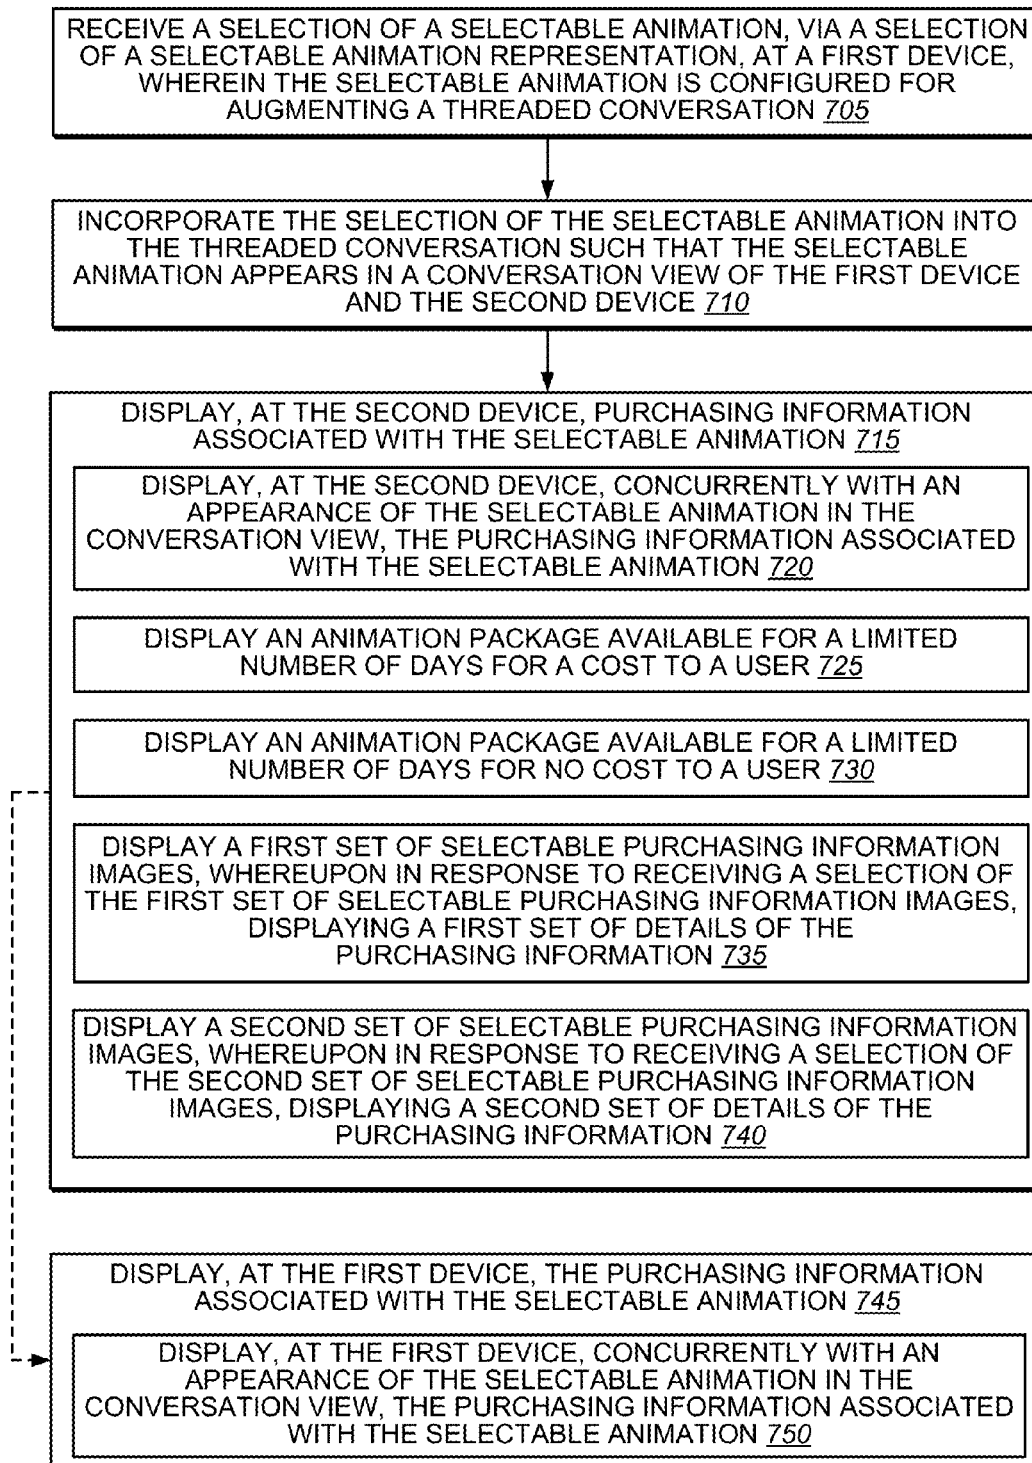 RECEIVE A SELECTION OF A SELECTABLE ANIMATION, VIA A SELECTION
OF A SELECTABLE ANIMATION REPRESENTATION, AT A FIRST DEVICE,
WHEREIN THE SELECTABLE ANIMATION IS CONFIGURED FOR
AUGMENTING A THREADED CONVERSATION 705
INCORPORATE THE SELECTION OF THE SELECTABLE ANIMATION INTO
THE THREADED CONVERSATION SUCH THAT THE SELECTABLE
ANIMATION APPEARS IN A CONVERSATION VIEW OF THE FIRST DEVICE
AND THE SECOND DEVICE 710
DISPLAY, AT THE SECOND DEVICE, PURCHASING INFORMATION
ASSOCIATED WITH THE SELECTABLE ANIMATION 715
DISPLAY, AT THE SECOND DEVICE, CONCURRENTLY WITH AN
APPEARANCE OF THE SELECTABLE ANIMATION IN THE
CONVERSATION VIEW, THE PURCHASING INFORMATION ASSOCIATED
WITH THE SELECTABLE ANIMATION 720
DISPLAY AN ANIMATION PACKAGE AVAILABLE FOR A LIMITED
NUMBER OF DAYS FOR A COST TO A USER 725
DISPLAY AN ANIMATION PACKAGE AVAILABLE FOR A LIMITED
NUMBER OF DAYS FOR NO COST TO A USER 730
DISPLAY A FIRST SET OF SELECTABLE PURCHASING INFORMATION
IMAGES, WHEREUPON IN RESPONSE TO RECEIVING A SELECTION OF
THE FIRST SET OF SELECTABLE PURCHASING INFORMATION IMAGES,
DISPLAYING A FIRST SET OF DETAILS OF THE
PURCHASING INFORMATION 735
DISPLAY A SECOND SET OF SELECTABLE PURCHASING INFORMATION
IMAGES, WHEREUPON IN RESPONSE TO RECEIVING A SELECTION OF
THE SECOND SET OF SELECTABLE PURCHASING INFORMATION
IMAGES, DISPLAYING A SECOND SET OF DETAILS OF THE
PURCHASING INFORMATION 740
DISPLAY, AT THE FIRST DEVICE, THE PURCHASING INFORMATION
ASSOCIATED WITH THE SELECTABLE ANIMATION 745
DISPLAY, AT THE FIRST DEVICE, CONCURRENTLY WITH AN
APPEARANCE OF THE SELECTABLE ANIMATION IN THE
CONVERSATION VIEW, THE PURCHASING INFORMATION ASSOCIATED
WITH THE SELECTABLE ANIMATION 750